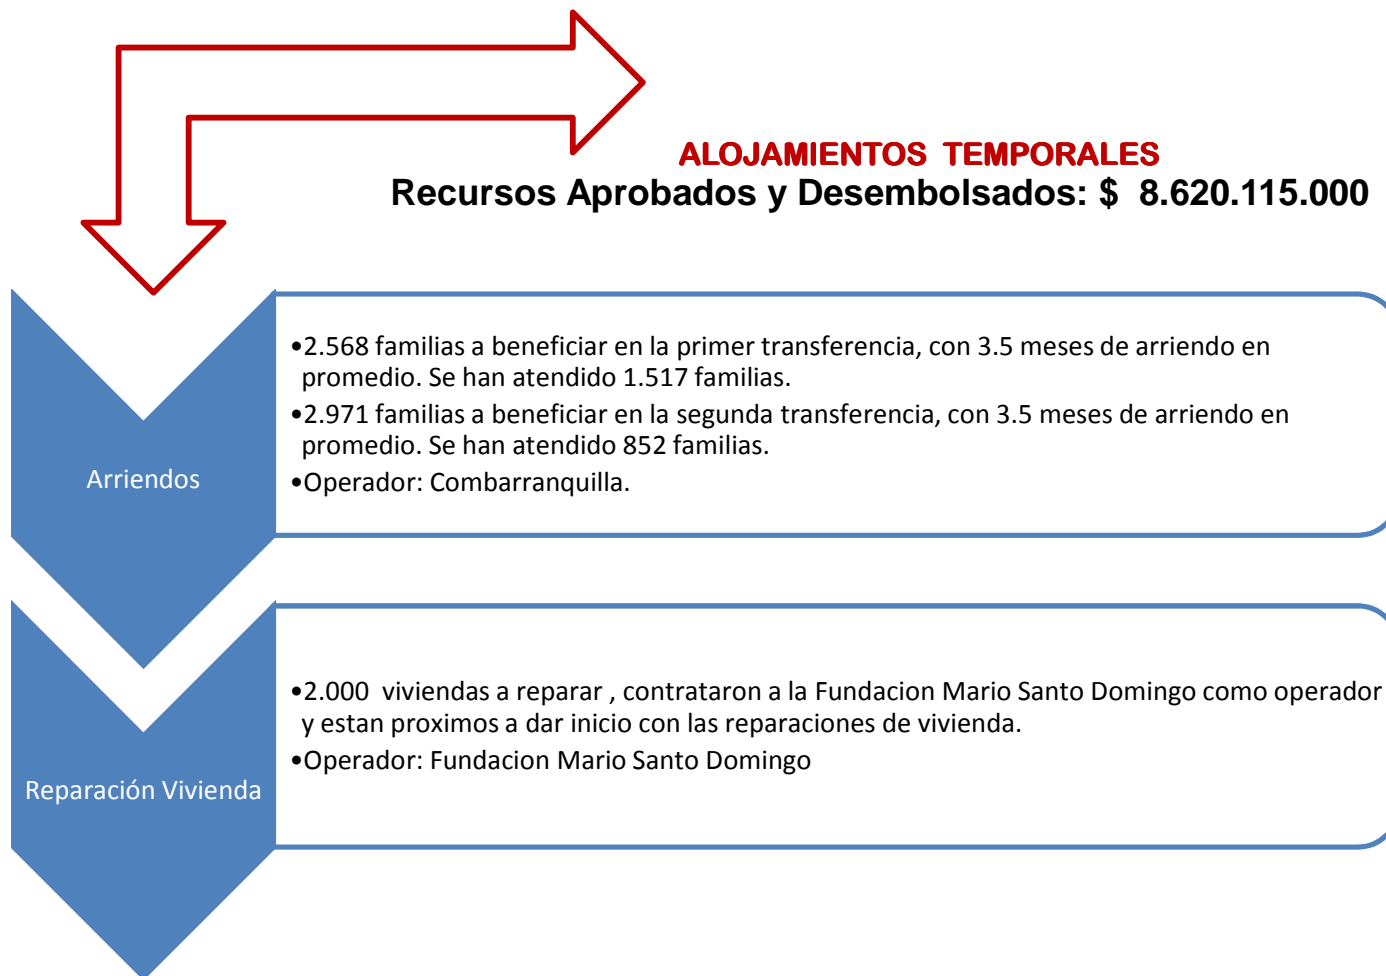 ALOJAMIENTOS TEMPORALES
Recursos Aprobados y Desembolsados: $ 8.620.115.000
Arriendos
•2.568 familias a beneficiar en la primer transferencia, con 3.5 meses de arriendo en
promedio. Se han atendido 1.517 familias.
•2.971 familias a beneficiar en la segunda transferencia, con 3.5 meses de arriendo en
promedio. Se han atendido 852 familias.
•Operador: Combarranquilla.
Reparación Vivienda
•2.000 viviendas a reparar , contrataron a la Fundacion Mario Santo Domingo como operador
y estan proximos a dar inicio con las reparaciones de vivienda.
•Operador: Fundacion Mario Santo Domingo